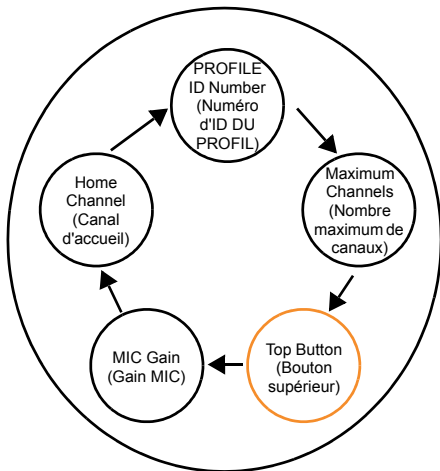 PROFILE
ID Number
(Numéro
d'ID DU
PROFIL)
Maximum
Channels
(Nombre
maximum de
canaux)
Top Button
(Bouton
supérieur)
MIC Gain
(Gain MIC)
Home
Channel
(Canal
d'accueil)